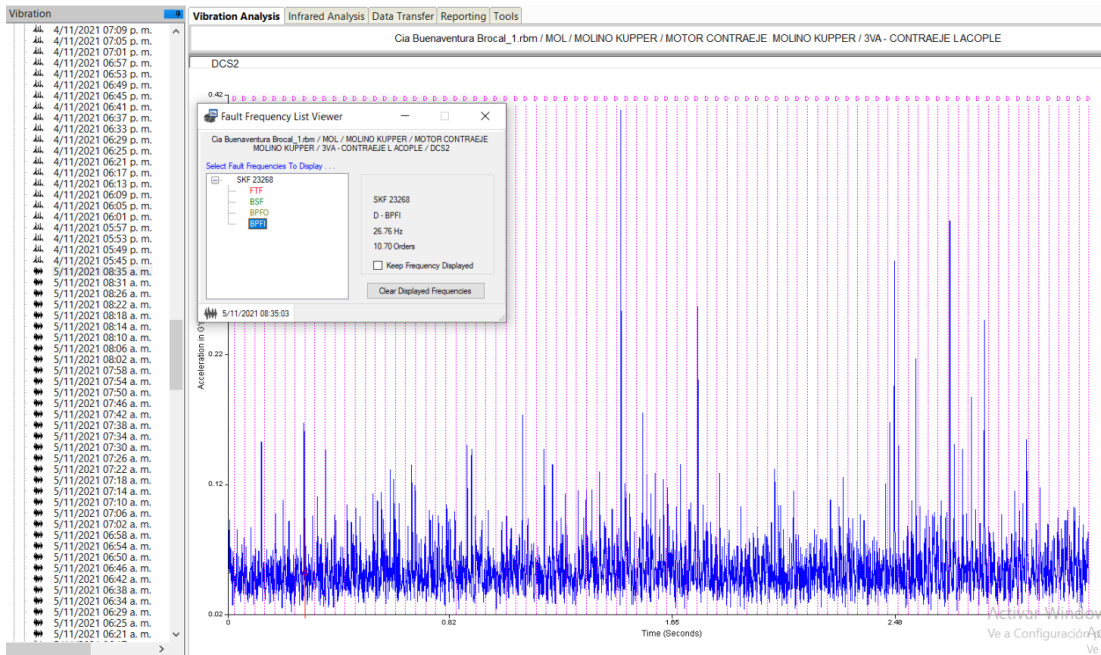 Vibration
4/11/2021 07:09 p. m.
4/11/2021 07:05 p. m.
4/11/2021 07:01 p. m.
4/11/2021 06:57 p. m.
4/11/2021 06:53 p. m.
4/11/2021 06:49 p. m.
4/11/2021 06:45 p. m.
4/11/2021 06:41 p. m.
4/11/2021 06:37 p. m.
4/11/2021 06:33 p. m.
4/11/2021 06:29 p. m.
4/11/2021 06:25 p. m.
4/11/2021 06:21 p. m.
4/11/2021 06:17 p. m.
4/11/2021 06:13 p. m.
4/11/2021 06:09 p. m.
4/11/2021 06:05 p. m.
4/11/2021 06:01 p. m.
4/11/2021 05:57 p. m.
4/11/2021 05:53 p. m.
4/11/2021 05:49 p. m.
4/11/2021 05:45 p. m.
5/11/2021 08:35 a. m.
5/11/2021 08:31 a. m.
5/11/2021 08:26 a. m.
5/11/2021 08:22 a. m.
5/11/2021 08:18 a. m.
5/11/2021 08:14 a. m.
5/11/2021 08:10 a. m.
5/11/2021 08:06 a. m.
5/11/2021 08:02 a. m.
5/11/2021 07:58 a. m.
5/11/2021 07:54 a. m.
5/11/2021 07:50 a. m.
5/11/2021 07:46 a. m.
5/11/2021 07:42 a. m.
5/11/2021 07:38 a. m.
5/11/2021 07:34 a. m.
5/11/2021 07:30 a. m.
5/11/2021 07:26 a. m.
5/11/2021 07:22 a. m.
5/11/2021 07:18 a. m.
5/11/2021 07:14 a. m.
5/11/2021 07:10 a. m.
5/11/2021 07:06 a. m.
5/11/2021 07:02 a. m.
5/11/2021 06:58 a. m.
5/11/2021 06:54 a. m.
5/11/2021 06:50 a. m.
5/11/2021 06:46 a. m.
5/11/2021 06:42 a. m.
5/11/2021 06:38 a. m.
5/11/2021 06:34 a. m.
5/11/2021 06:29 a. m.
5/11/2021 06:25 a. m.
5/11/2021 06:21 a. m.
Vibration Analysis Infrared Analysis Data Transfer Reporting Tools
Cia Buenaventura Brocal_1.rbm / MOL / MOLINO KUPPER / MOTOR CONTRAEJE MOLINO KUPPER / 3VA - CONTRAEJE LACOPLE
DCS2
0.42
D D D D D D D D D D D D D D D D D D D D D D D D D D D D D D D D D D D D D D D D D D D D D D D D D D D D D D D D D D D D D D D D D D D D D D D D D D D D D D D D D D D D D D
Fault Frequency List Viewer
Cia Buenaventura Brocal_1.rbm / MOL / MOLINO KUPPER / MOTOR CONTRAEJE
MOLINO KUPPER / 3VA - CONTRAEJE L ACOPLE / DCS2
Select Fault Frequencies To Display . . .
SKF 23268
FTF
BSF
BPFO
BPFI
SKF 23268
D - BPFI
26.76 Hz
10.70 Orders
Keep Frequency Displayed
Clear Displayed Frequencies
5/11/2021 08:35:03
Acceleration in G
0.22
0.12
0.02
0
0.82
1.65
2.48
Time (Seconds)
Activar Window
Ve a Configuración
Ve